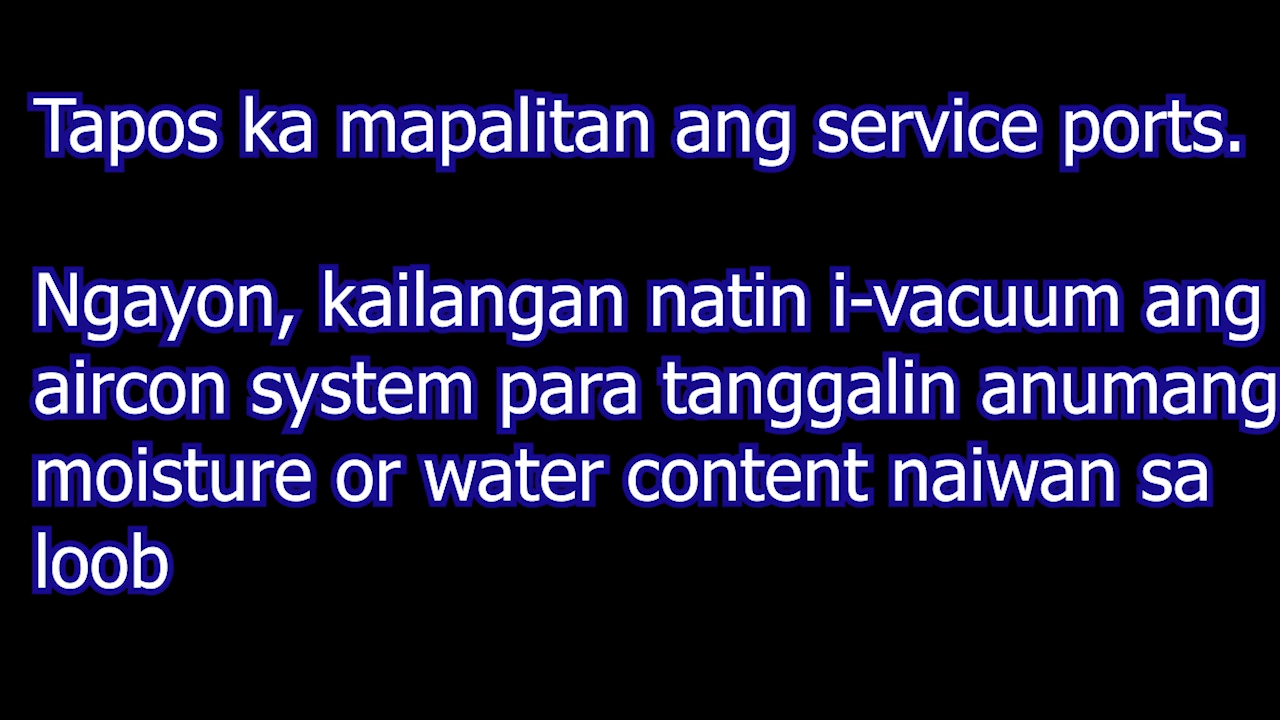 Tapos ka mapalitan ang service ports.
Ngayon, kailangan natin i-vacuum ang
aircon system para tanggalin anumang
moisture or water content naiwan sa
loob